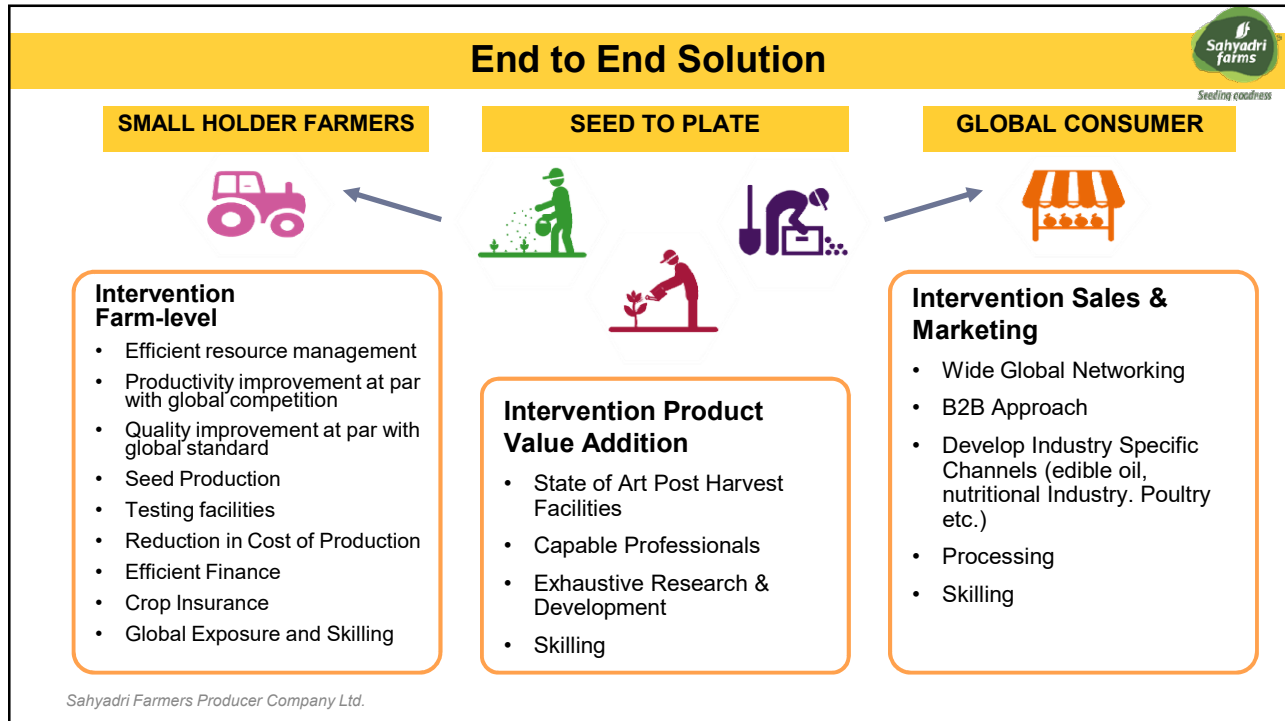 End to End Solution
Sahyadri
farms
Seeding goodness
SMALL HOLDER FARMERS
SEED TO PLATE
GLOBAL CONSUMER
Intervention
Farm-level
• Efficient resource management
• Productivity improvement at par
with global competition
• Quality improvement at par with
global standard
• Seed Production
• Testing facilities
• Reduction in Cost of Production
• Efficient Finance
• Crop Insurance
• Global Exposure and Skilling
Intervention Product
Value Addition
• State of Art Post Harvest
Facilities
• Capable Professionals
• Exhaustive Research &
Development
• Skilling
Intervention Sales &
Marketing
• Wide Global Networking
• B2B Approach
• Develop Industry Specific
Channels (edible oil,
nutritional Industry. Poultry
etc.)
• Processing
• Skilling
Sahyadri Farmers Producer Company Ltd.